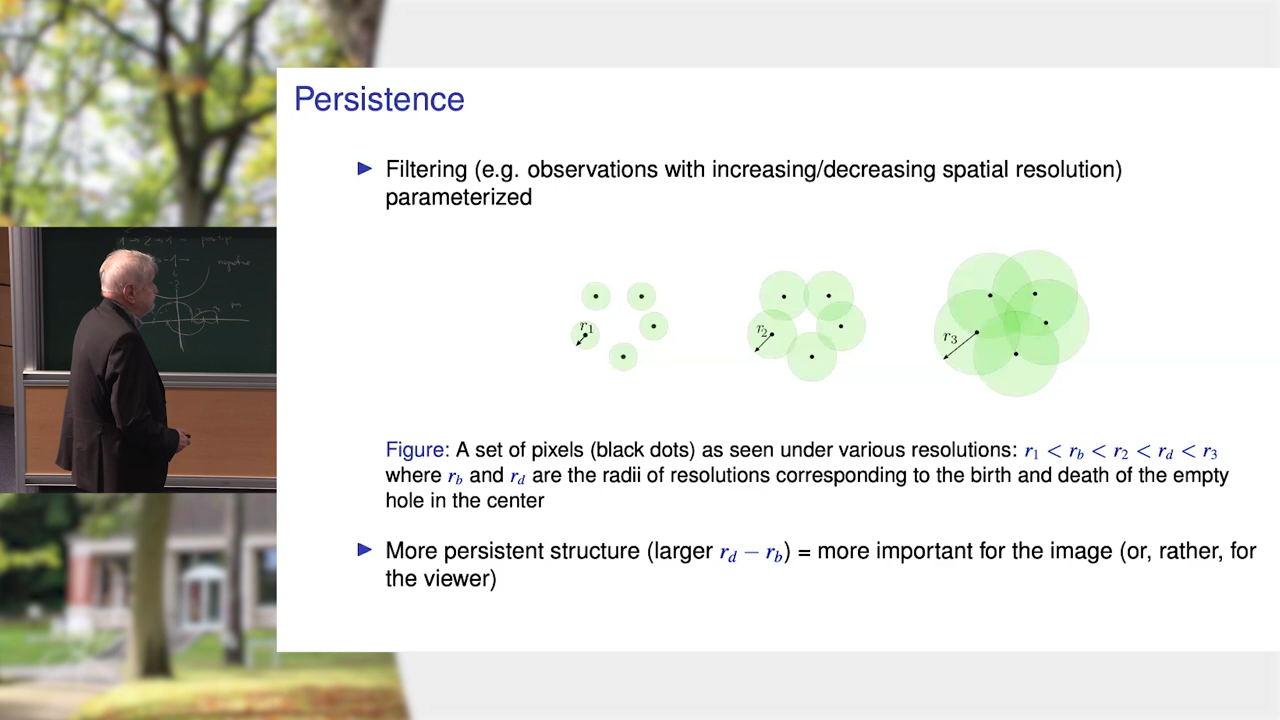 Persistence
Filtering (e.g. observations with increasing/decreasing spatial resolution)
parameterized
r1
r2
r3
Figure: A set of pixels (black dots) as seen under various resolutions: r1 < rb < r2 < rd < r3
where rb and rd are the radii of resolutions corresponding to the birth and death of the empty
hole in the center
More persistent structure (larger rd − rb) = more important for the image (or, rather, for
the viewer)